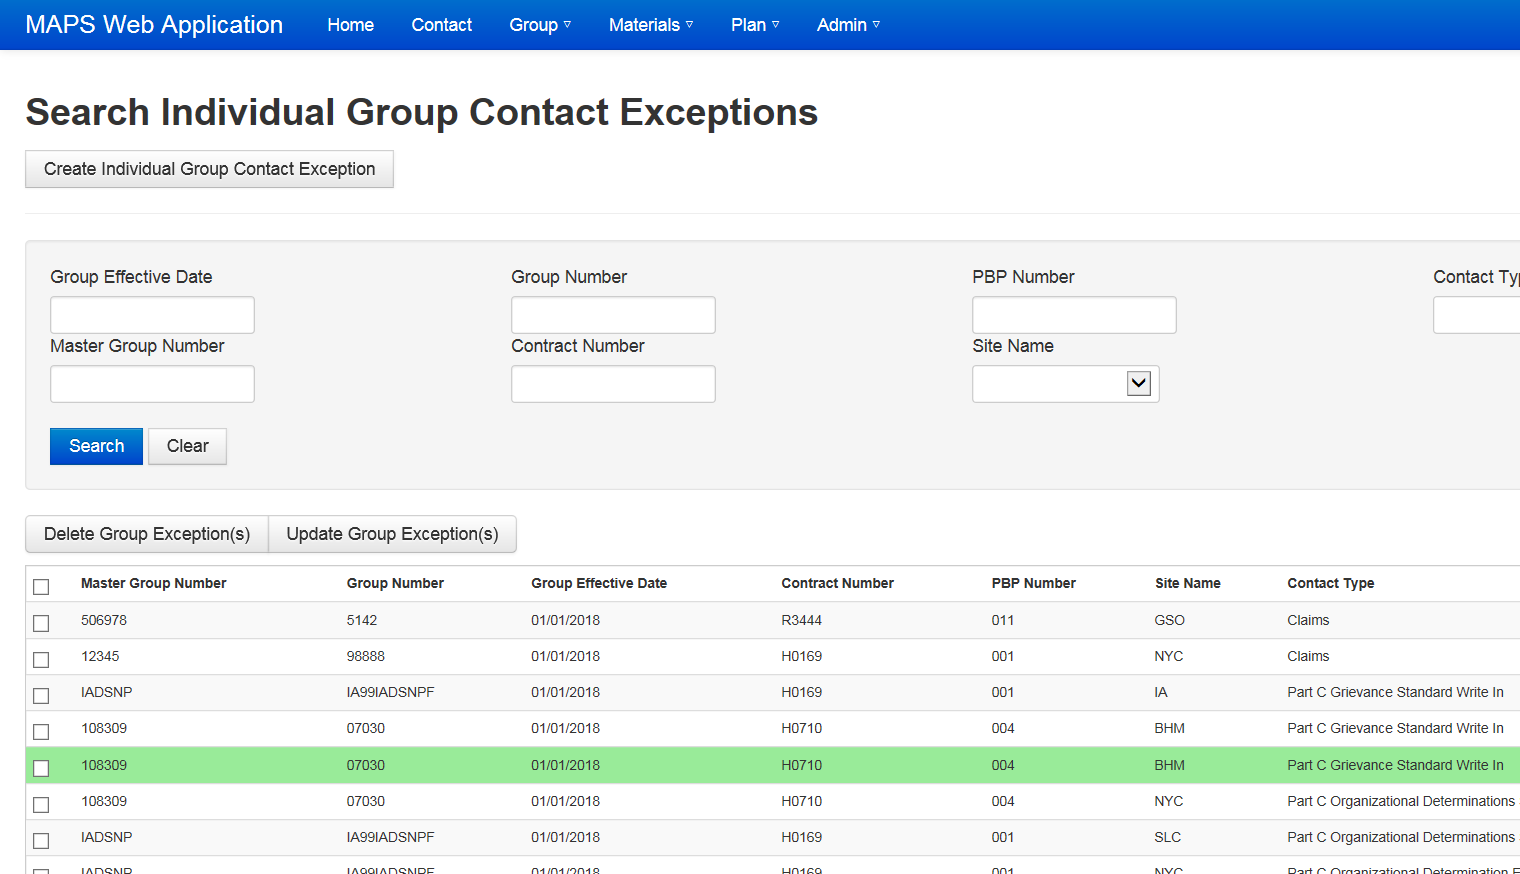 MAPS Web Application Home Contact Group Materials Plan Admin
Search Individual Group Contact Exceptions
Create Individual Group Contact Exception
Group Effective Date Group Number PBP Number Contact Typ
Master Group Number Contract Number Site Name
Search Clear
Delete Group Exception(s) Update Group Exception(s)
Master Group Number Group Number Group Effective Date Contract Number PBP Number Site Name Contact Type
506978 5142 01/01/2018 R3444 011 GSO Claims
12345 98888 01/01/2018 H0169 001 NYC Claims
IADSNP IA99IADSNPF 01/01/2018 H0169 001 IA Part C Grievance Standard Write In
108309 07030 01/01/2018 H0710 004 BHM Part C Grievance Standard Write In
108309 07030 01/01/2018 H0710 004 BHM Part C Grievance Standard Write In
108309 07030 01/01/2018 H0710 004 NYC Part C Organizational Determinations
IADSNP IA99IADSNPF 01/01/2018 H0169 001 SLC Part C Organizational Determinations
IADSNP IA99IADSNPF 01/01/2018 H0169 001 NYC Part C Organizational Determination